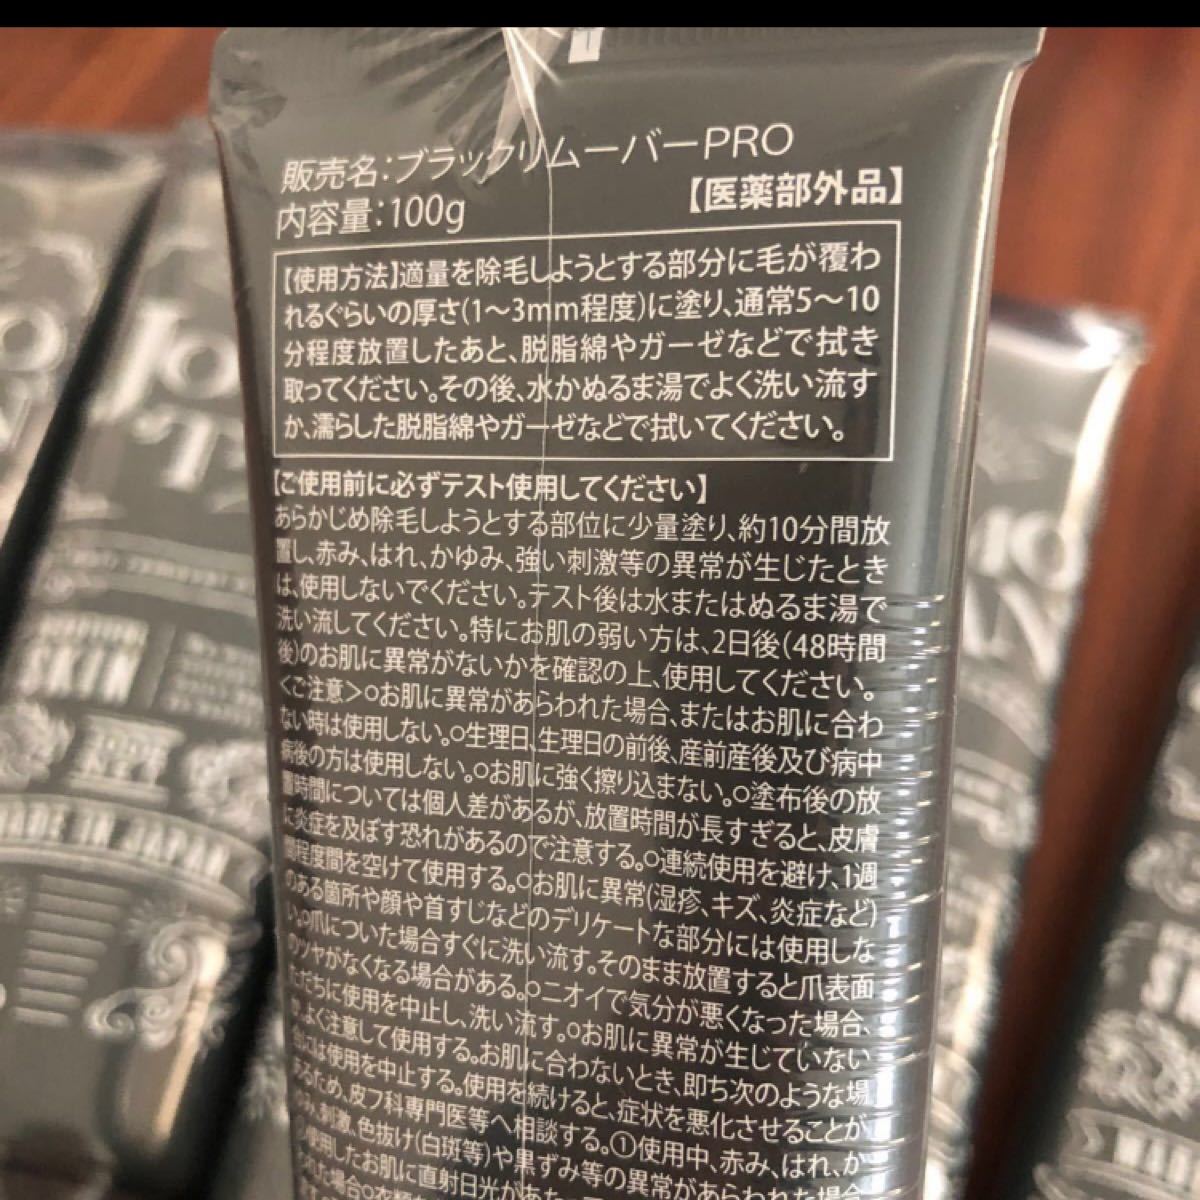 販売名:ブラックリムーバーPRO
【医薬部外品】
内容量:100g
【使用方法】適量を除毛しようとする部分に毛が覆わ
れるぐらいの厚さ(1〜3mm程度)に塗り、通常5〜10
分程度放置したあと、脱脂綿やガーゼなどで拭き
取ってください。その後、水かぬるま湯でよく洗い流す
か、濡らした脱脂綿やガーゼなどで拭いてください。
【ご使用前に必ずテスト使用してください】
あらかじめ除毛しようとする部位に少量塗り、約10分間放
置し、赤み、はれ、かゆみ、強い刺激等の異常が生じたとき
は、使用しないでください。テスト後は水またはぬるま湯で
洗い流してください。特にお肌の弱い方は、2日後(48時間
後)のお肌に異常がないかを確認の上、使用してください。
<ご注意>○お肌に異常があらわれた場合、またはお肌に合わ
ない時は使用しない。○生理日、生理日の前後、産前産後及び病中
病後の方は使用しない。○お肌に強く擦り込まない。○塗布後の放
置時間については個人差があるが、放置時間が長すぎると、皮膚
に炎症を及ぼす恐れがあるので注意する。○連続使用を避け、1週
間程度間を空けて使用する。○お肌に異常(湿疹、キズ、炎症など)
のある箇所や顔や首すじなどのデリケートな部分には使用しな
い。○爪についた場合すぐに洗い流す。そのまま放置すると爪表面
のツヤがなくなる場合がある。○ニオイで気分が悪くなった場合、
ただちに使用を中止し、洗い流す。○お肌に異常が生じていない
かよく注意して使用する。お肌に合わないとき、即ち次のような場
合には使用を中止する。使用を続けると、症状を悪化させることが
あるため、皮フ科専門医等へ相談する。①使用中、赤み、はれ、か
ゆみ、刺激、色抜け(白斑等)や黒ずみ等の異常があらわれた場
②使用したお肌に直射日光があたって
SKIN
MADE IN JAPAN